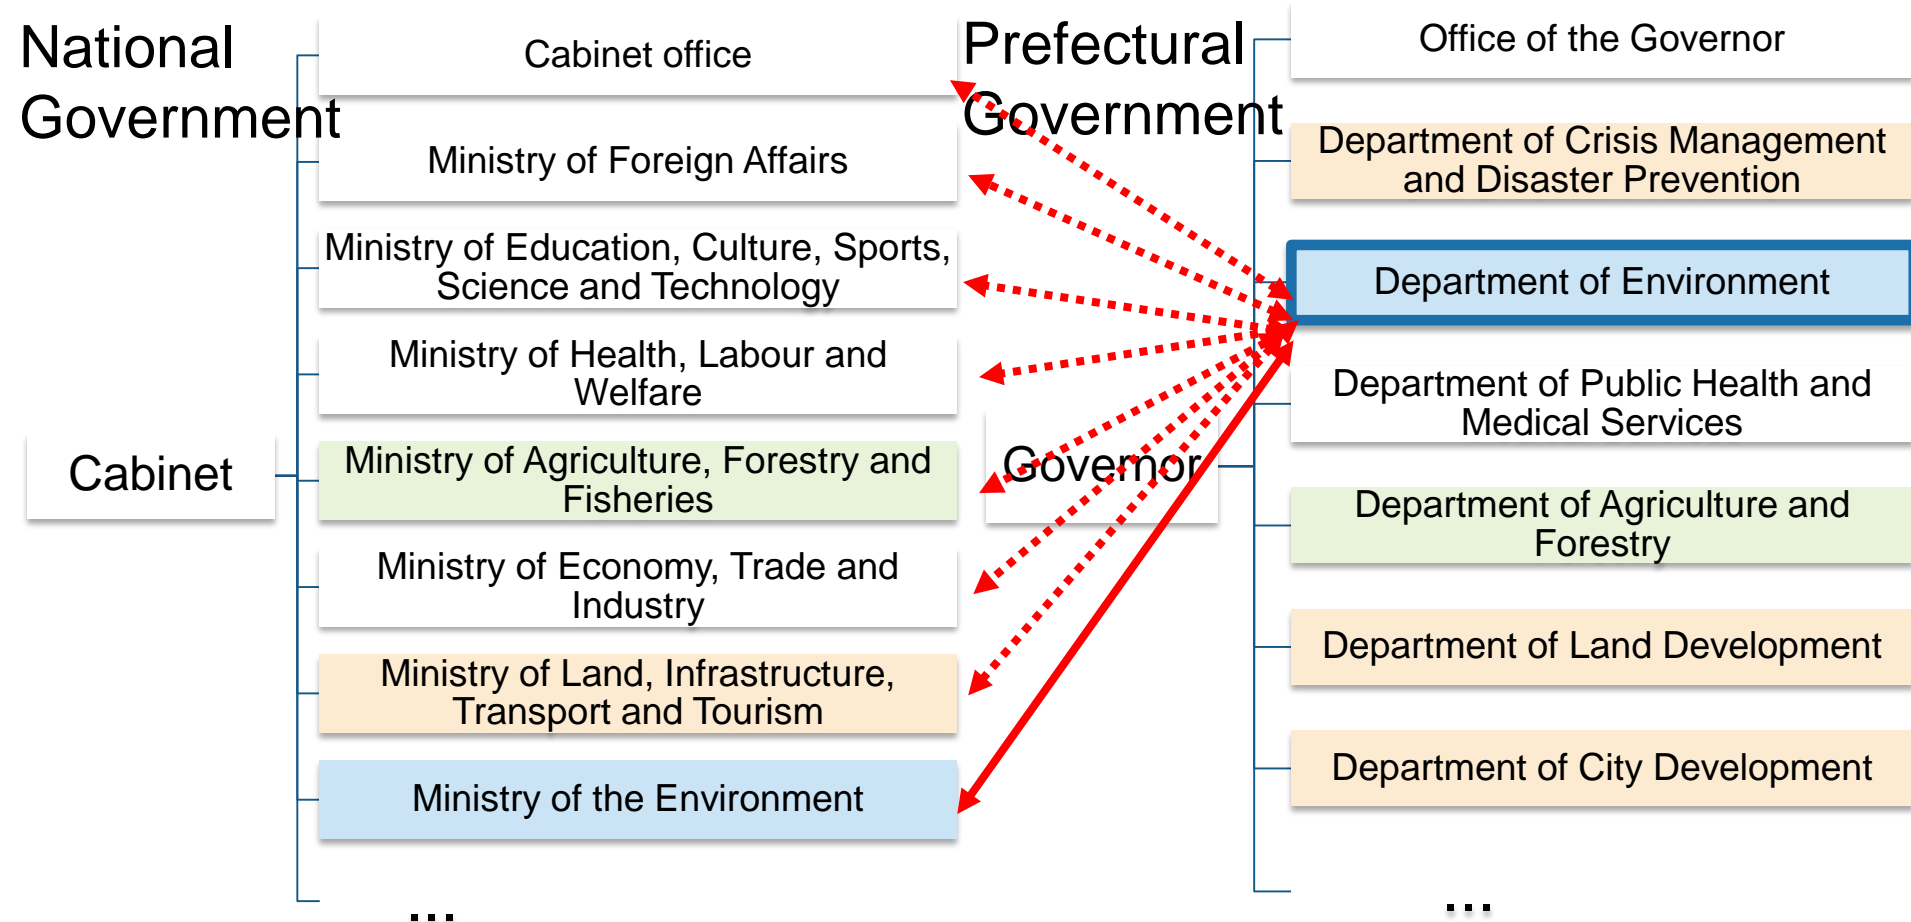 National
Government
Cabinet
Cabinet office
Ministry of Foreign Affairs
Ministry of Education, Culture, Sports,
Science and Technology
Ministry of Health, Labour and
Welfare
Ministry of Agriculture, Forestry and
Fisheries
Ministry of Economy, Trade and
Industry
Ministry of Land, Infrastructure,
Transport and Tourism
Ministry of the Environment
...
Prefectural
Government
Governor
Office of the Governor
Department of Crisis Management
and Disaster Prevention
Department of Environment
Department of Public Health and
Medical Services
Department of Agriculture and
Forestry
Department of Land Development
Department of City Development
...